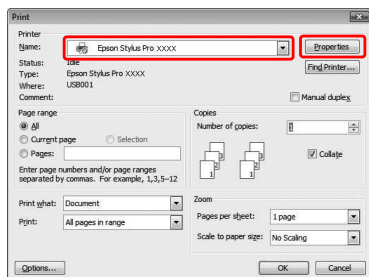 Print
Printer
Name: Epson Stylus Pro XXXX Properties
Status: Idle
Type: Epson Stylus Pro XXXX Find Printer...
Where: USB001
Comment: Manual duplex
Page range
All
Current page Selection
Pages:
Enter page numbers and/or page ranges
separated by commas. For example, 1,3,5–12
Copies
Number of copies: 1
Collate
Print what: Document
Print: All pages in range
Zoom
Pages per sheet: 1 page
Scale to paper size: No Scaling
Options... OK Cancel